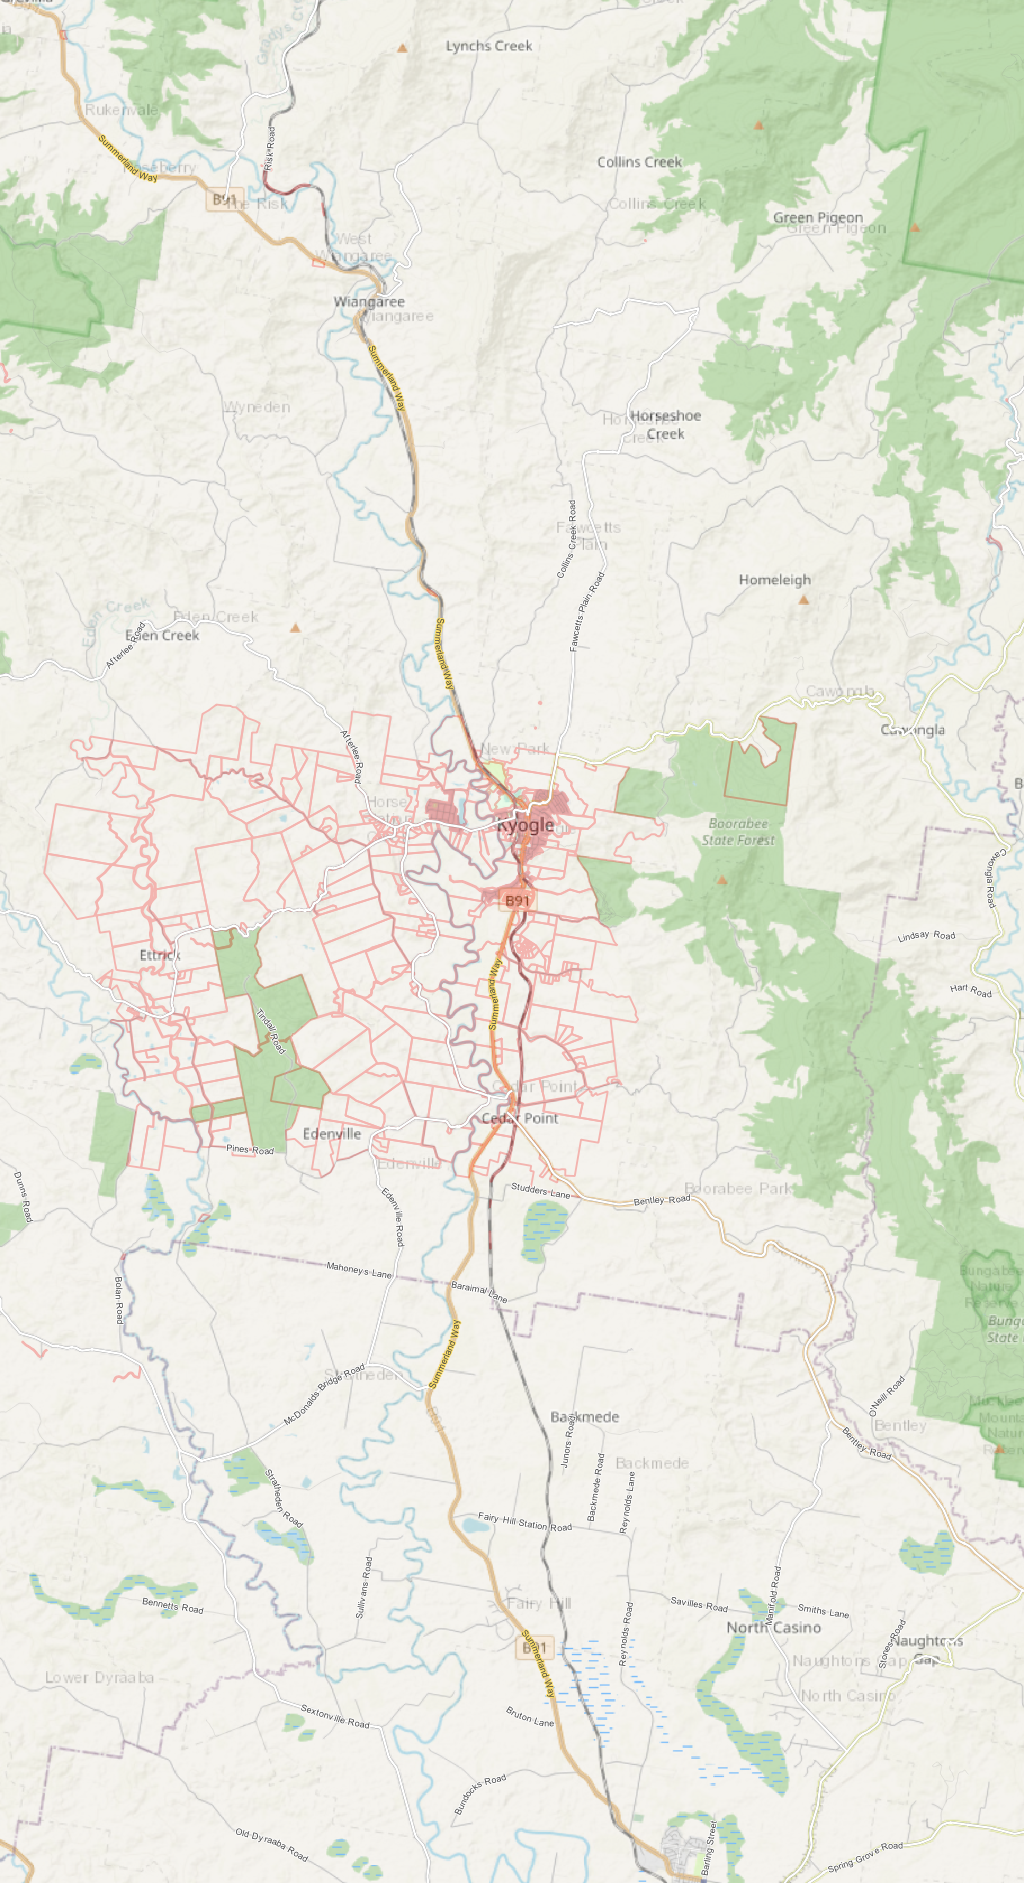 Lynchs Creek
Rukenvale
Risk Road
Summerland Way
Collins Creek
B91
The Risk
Collins Creek
Green Pigeon
Green Pigeon
West
Wiangaree
Wiangaree
Wiangaree
Summerland Way
Wyneden
Horseshoe
Creek
Collins Creek Road
Fawcetts
Plain
Fawcetts Plain Road
Homeleigh
Eden Creek
Eden Creek
Eden Creek
Afterlee Road
Summerland Way
Cawongla
Cawongla
Afterlee Road
New Park
Horse
Kyogle
Boorabee
State Forest
Cawongla Road
B91
Lindsay Road
Ettrick
Summerland Way
Hart Road
Tindall Road
Cedar Point
Cedar Point
Edenville
Pines Road
Edenville
Dunns Road
Studders Lane
Boorabee Park
Bentley Road
Edenville Road
Mahoneys Lane
Baraimal Lane
Bolan Road
Summerland Way
McDonalds Bridge Road
O'Neill Road
Backmede
Junors Road
Bentley
Bentley Road
Backmede
Backmede Road
Reynolds Lane
Stratheden Road
Fairy Hill Station Road
Sullivans Road
Bennetts Road
Fairy Hill
Savilles Road
Manifold Road
Smiths Lane
North Casino
Reynolds Road
B91
Summerland Way
Stones Road
Naughtons
Gap
Naughtons Gap
North Casino
Lower Dyraaba
Sextonville Road
Bruton Lane
Bundocks Road
Old Dyraaba Road
Barling Street
Spring Grove Road